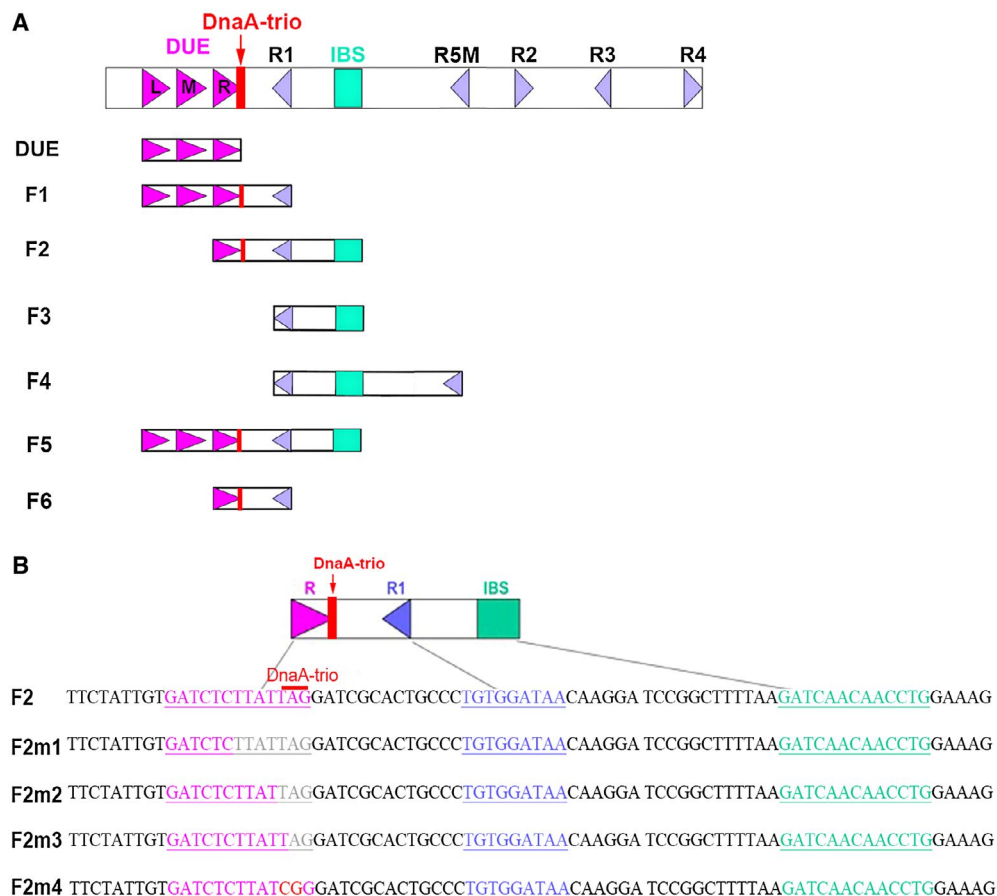 A
DnaA-trio
DUE R1 IBS R5M R2 R3 R4
L M R
DUE
F1
F2
F3
F4
F5
F6
B
DnaA-trio
R R1 IBS
DnaA-trio
F2 TTCTATTGTGATCTCTTATTAGGATCGCACTGCCCTGTGGATAACAAGGA TCCGGCTTTTAAGATCAACAACCTGGAAAG
F2m1 TTCTATTGTGATCTCTTATTAGGATCGCACTGCCCTGTGGATAACAAGGA TCCGGCTTTTAAGATCAACAACCTGGAAAG
F2m2 TTCTATTGTGATCTCTTATTAGGATCGCACTGCCCTGTGGATAACAAGGA TCCGGCTTTTAAGATCAACAACCTGGAAAG
F2m3 TTCTATTGTGATCTCTTATTAGGATCGCACTGCCCTGTGGATAACAAGGA TCCGGCTTTTAAGATCAACAACCTGGAAAG
F2m4 TTCTATTGTGATCTCTTATCGGGATCGCACTGCCCTGTGGATAACAAGGA TCCGGCTTTTAAGATCAACAACCTGGAAAG